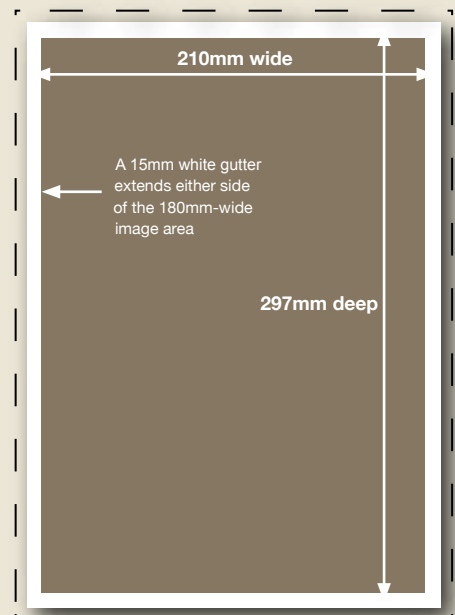 210mm wide
A 15mm white gutter
extends either side
of the 180mm-wide
image area
297mm deep